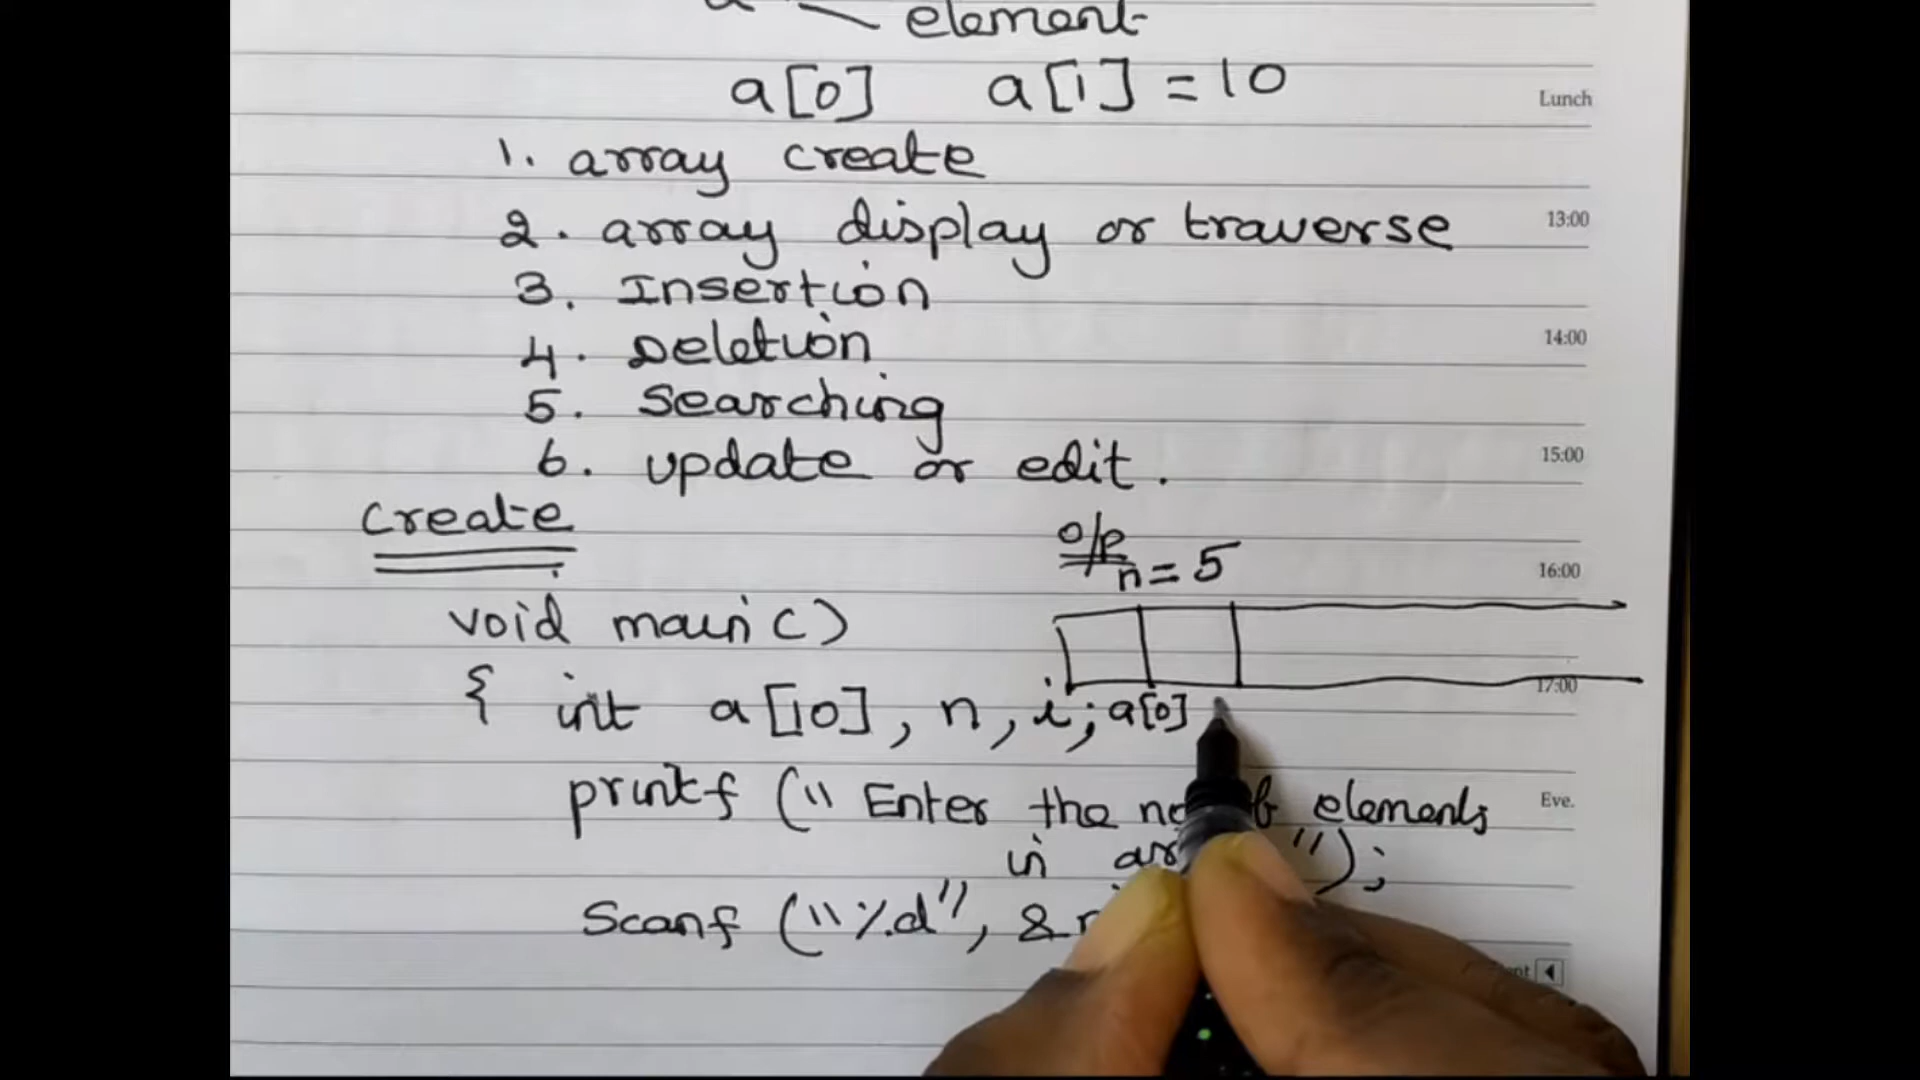 element
a[0] a[1] = 10
Lunch
1. array create
2. array display or traverse
13:00
3. Insertion
4. Deletion
14:00
5. Searching
6. update or edit.
15:00
create
o/p
n = 5
16:00
void main()
{ int a[10], n, i;
a[0]
17:00
printf ("Enter the no elements
Eve.
in ");
Scanf ("%d", &